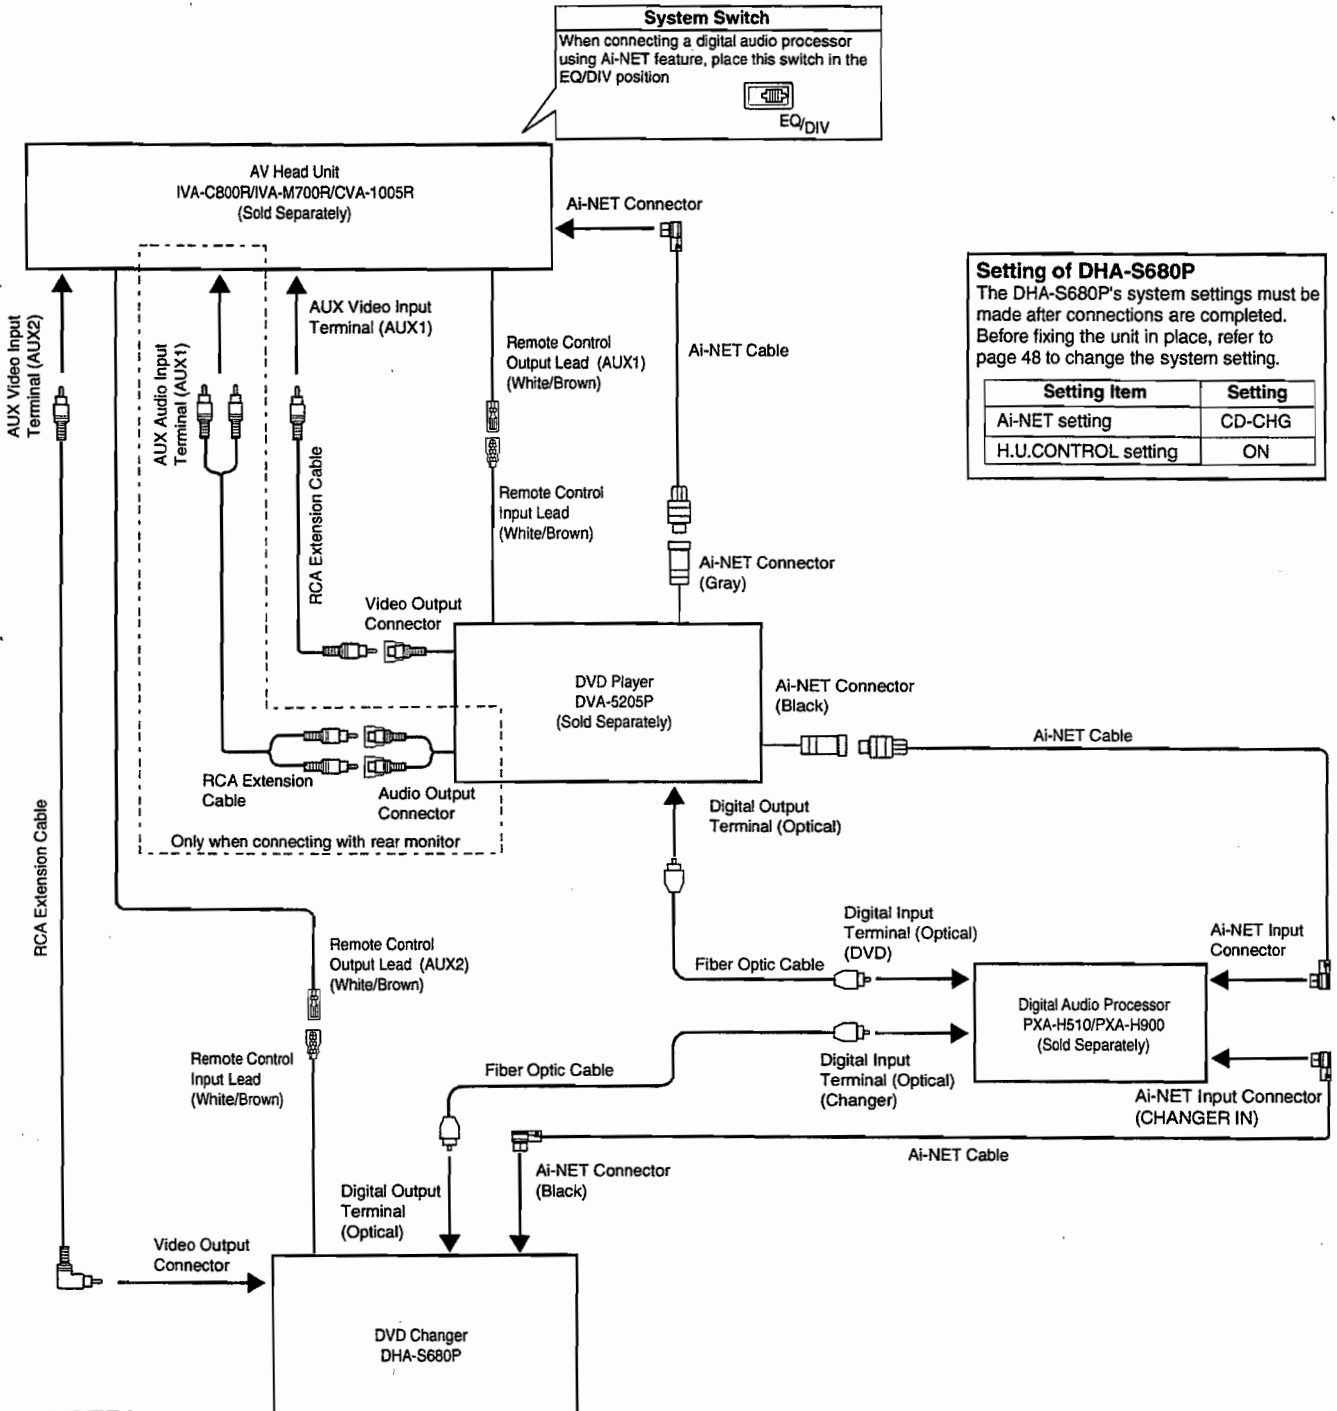 System Switch
When connecting a digital audio processor
using Ai-NET feature, place this switch in the
EQ/DIV position
EQ/DIV
AV Head Unit
IVA-C800R/IVA-M700R/CVA-1005R
(Sold Separately)
Ai-NET Connector
Setting of DHA-S680P
The DHA-S680P's system settings must be
made after connections are completed.
Before fixing the unit in place, refer to
page 48 to change the system setting.
Setting Item Setting
Ai-NET setting CD-CHG
H.U.CONTROL setting ON
AUX Video Input
Terminal (AUX2)
AUX Audio Input
Terminal (AUX1)
AUX Video Input
Terminal (AUX1)
Remote Control
Output Lead (AUX1)
(White/Brown)
Ai-NET Cable
RCA Extension Cable
Remote Control
Input Lead
(White/Brown)
Ai-NET Connector
(Gray)
Video Output
Connector
DVD Player
DVA-5205P
(Sold Separately)
Ai-NET Connector
(Black)
Ai-NET Cable
RCA Extension
Cable
Audio Output
Connector
Only when connecting with rear monitor
Digital Output
Terminal (Optical)
RCA Extension Cable
Remote Control
Output Lead (AUX2)
(White/Brown)
Digital Input
Terminal (Optical)
(DVD)
Fiber Optic Cable
Ai-NET Input
Connector
Digital Audio Processor
PXA-H510/PXA-H900
(Sold Separately)
Remote Control
Input Lead
(White/Brown)
Fiber Optic Cable
Digital Input
Terminal (Optical)
(Changer)
Ai-NET Input Connector
(CHANGER IN)
Ai-NET Cable
Ai-NET Connector
(Black)
Digital Output
Terminal
(Optical)
Video Output
Connector
DVD Changer
DHA-S680P